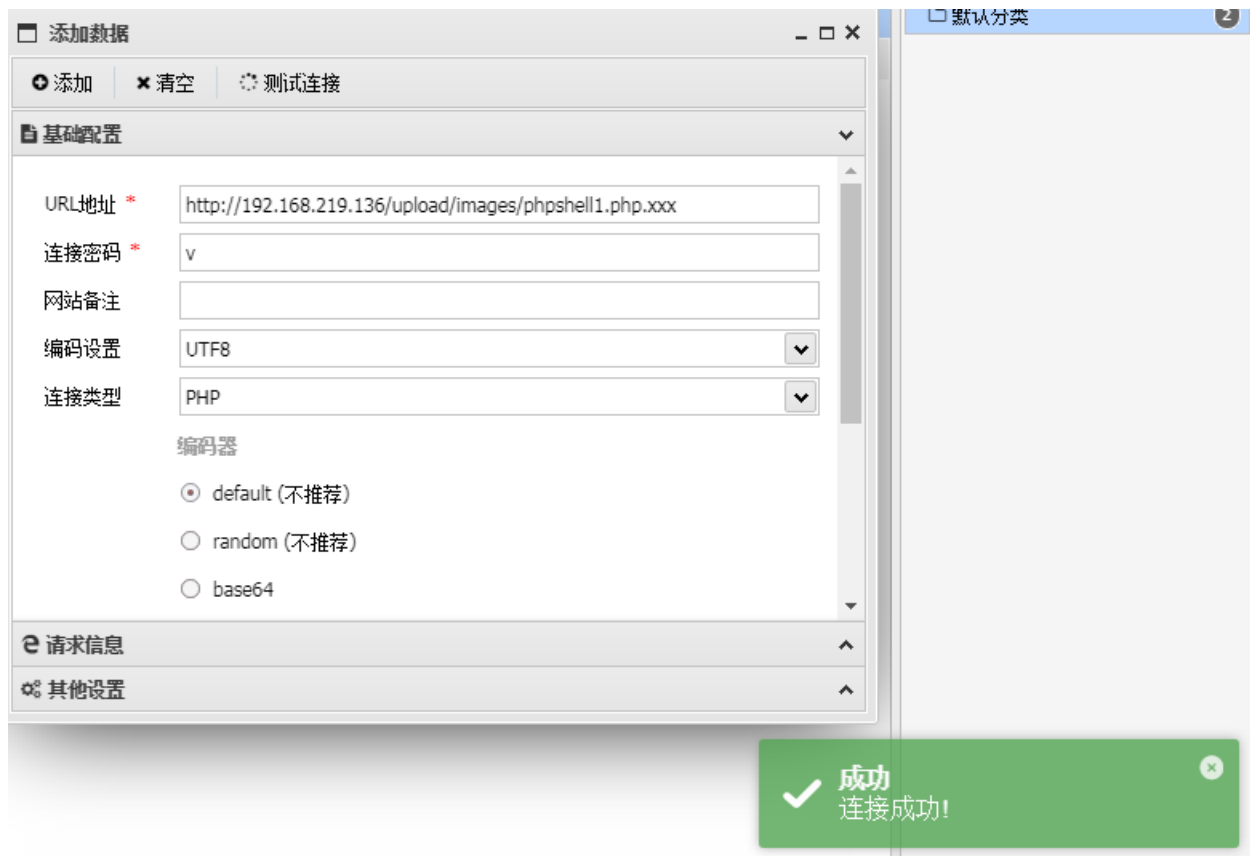 添加数据
默认分类
2
添加
清空
测试连接
基础配置
URL地址 *
http://192.168.219.136/upload/images/phpshell1.php.xxx
连接密码 *
v
网站备注
编码设置
UTF8
连接类型
PHP
编码器
default (不推荐)
random (不推荐)
base64
请求信息
其他设置
成功
连接成功!